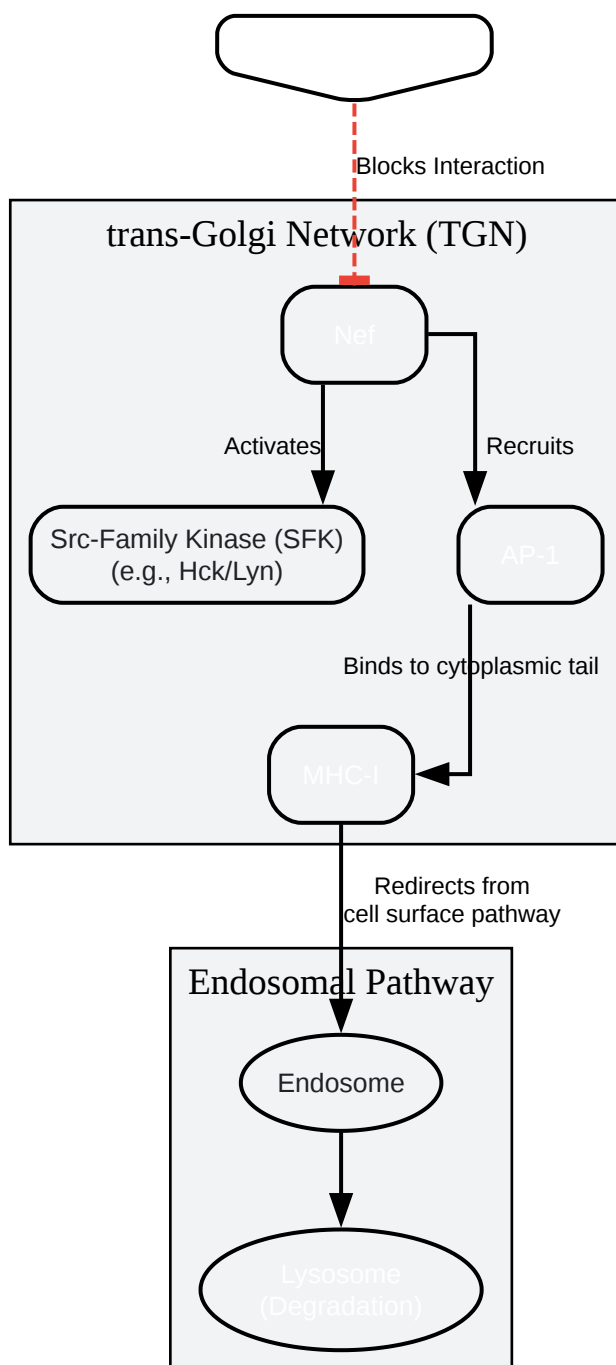 Blocks Interaction
trans-Golgi Network (TGN)
Nef
Activates
Recruits
Src-Family Kinase (SFK)
(e.g., Hck/Lyn)
AP-1
Binds to cytoplasmic tail
MHC-I
Redirects from
cell surface pathway
Endosomal Pathway
Endosome
Lysosome
(Degradation)